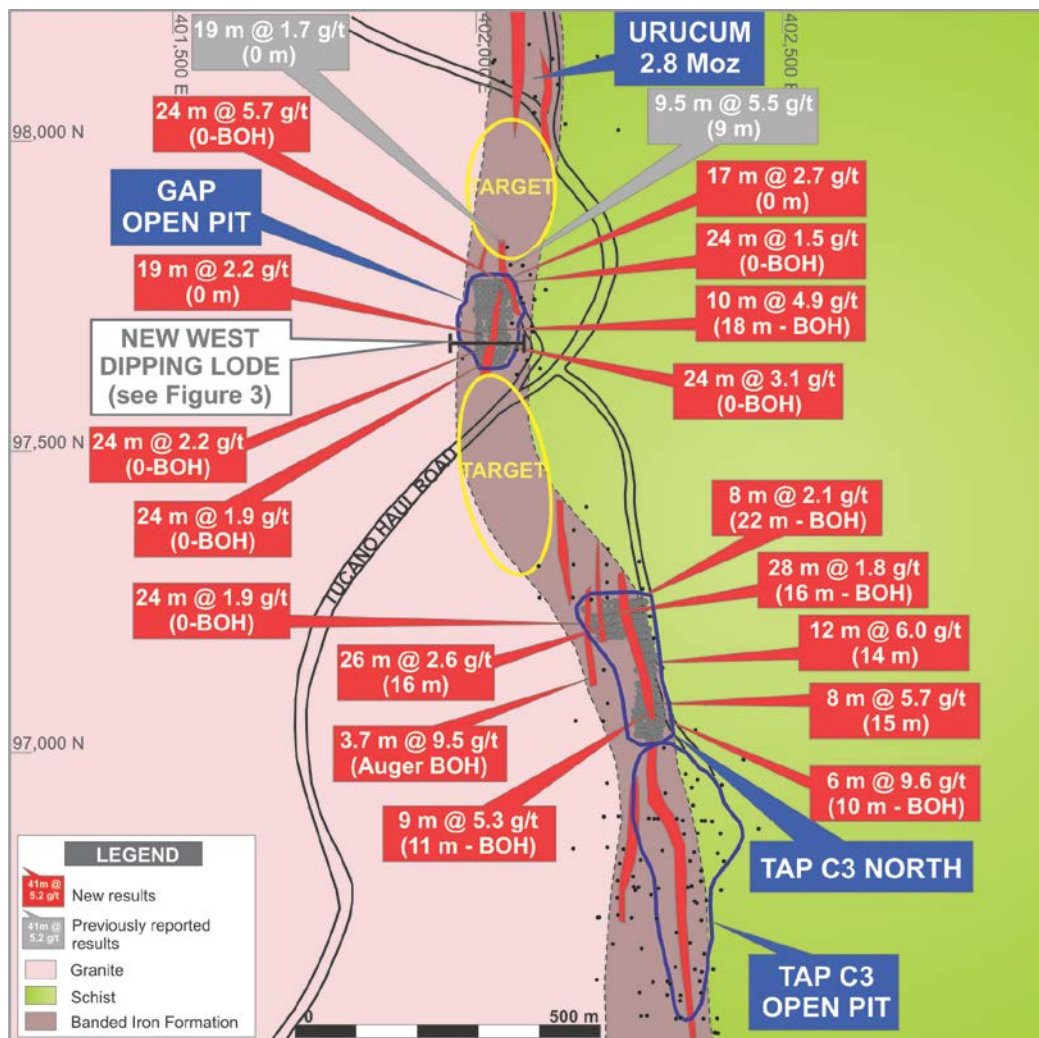 401,500 E
402,000 E
402,500 E
19 m @ 1.7 g/t
(0 m)
URUCUM
2.8 Moz
24 m @ 5.7 g/t
(0-BOH)
9.5 m @ 5.5 g/t
(9 m)
98,000 N
GAP
OPEN PIT
TARGET
17 m @ 2.7 g/t
(0 m)
24 m @ 1.5 g/t
(0-BOH)
19 m @ 2.2 g/t
(0 m)
10 m @ 4.9 g/t
(18 m - BOH)
NEW WEST
DIPPING LODE
(see Figure 3)
24 m @ 3.1 g/t
(0-BOH)
97,500 N
24 m @ 2.2 g/t
(0-BOH)
TARGET
24 m @ 1.9 g/t
(0-BOH)
TUCANO HAUL ROAD
8 m @ 2.1 g/t
(22 m - BOH)
28 m @ 1.8 g/t
(16 m - BOH)
24 m @ 1.9 g/t
(0-BOH)
26 m @ 2.6 g/t
(16 m)
12 m @ 6.0 g/t
(14 m)
8 m @ 5.7 g/t
(15 m)
97,000 N
3.7 m @ 9.5 g/t
(Auger BOH)
6 m @ 9.6 g/t
(10 m - BOH)
9 m @ 5.3 g/t
(11 m - BOH)
TAP C3 NORTH
TAP C3
OPEN PIT
LEGEND
41m @
5.2 g/t
New results
41m @
5.2 g/t
Previously reported
results
Granite
Schist
Banded Iron Formation
0
500 m